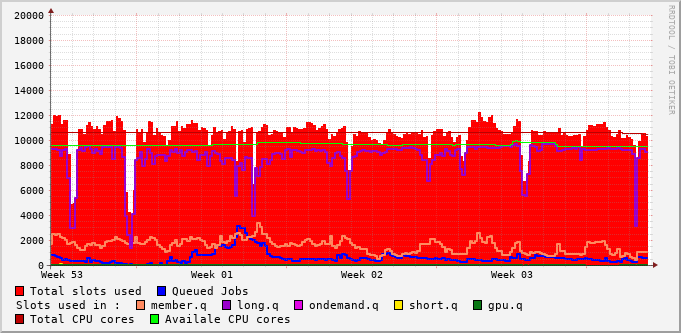 20000
18000
16000
14000
12000
10000
8000
6000
4000
2000
0
Week 53 Week 01 Week 02 Week 03
Total slots used Queued Jobs
Slots used in : member.q long.q ondemand.q short.q gpu.q
Total CPU cores Availale CPU cores
RRDTOOL / TOBI OETIKER